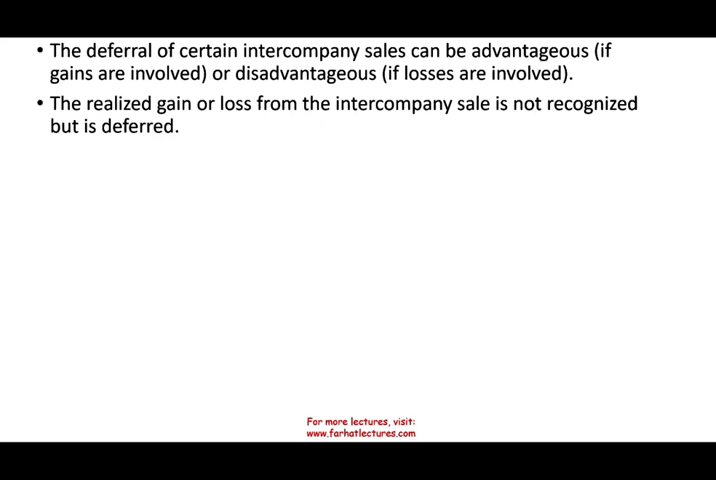 • The deferral of certain intercompany sales can be advantageous (if
gains are involved) or disadvantageous (if losses are involved).
• The realized gain or loss from the intercompany sale is not recognized
but is deferred.
For more lectures, visit:
www.farhatlectures.com